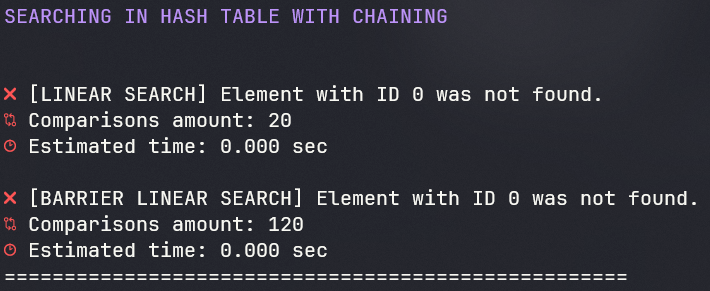 SEARCHING IN HASH TABLE WITH CHAINING
[LINEAR SEARCH] Element with ID 0 was not found.
Comparisons amount: 20
Estimated time: 0.000 sec
[BARRIER LINEAR SEARCH] Element with ID 0 was not found.
Comparisons amount: 120
Estimated time: 0.000 sec
====================================================